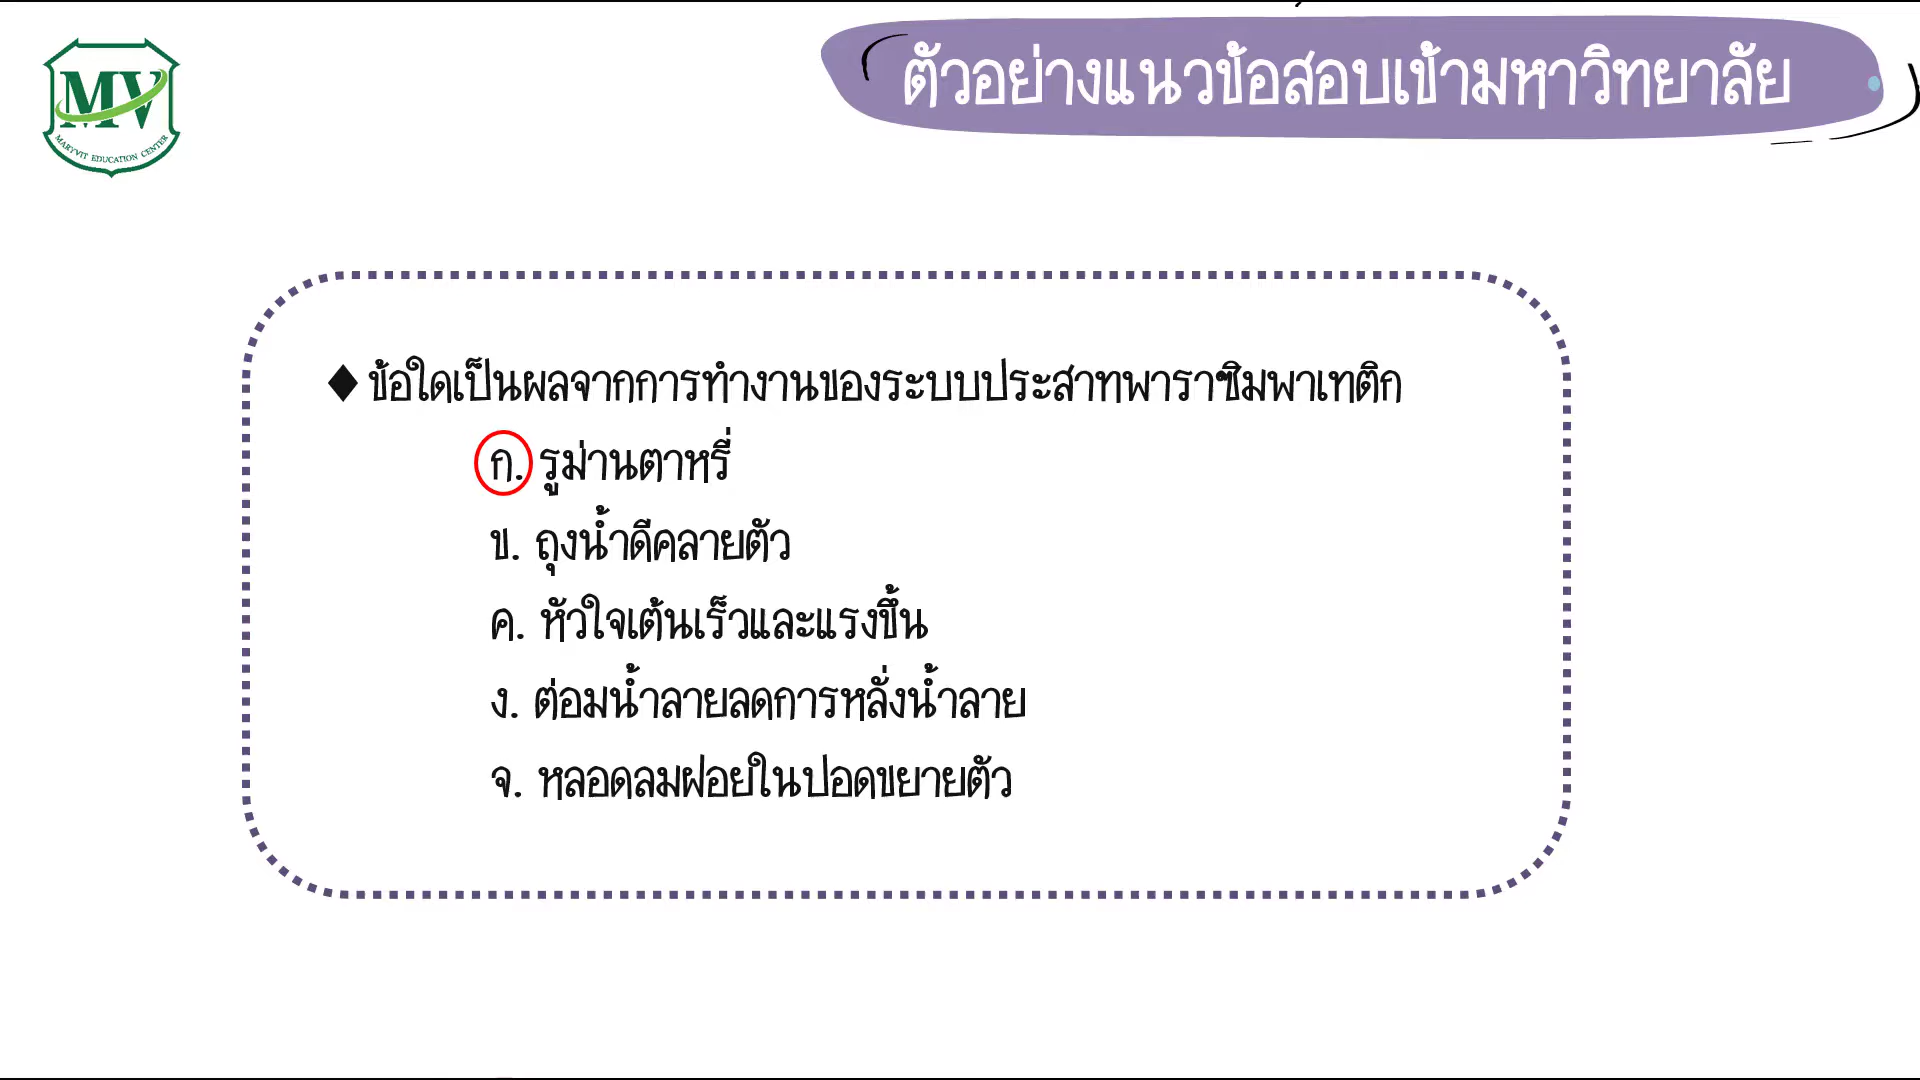 ตัวอย่างแนวข้อสอบเข้ามหาวิทยาลัย
MV
MARYVIT EDUCATION CENTER
♦ ข้อใดเป็นผลจากการทำงานของระบบประสาทพาราซิมพาเทติก
ก. รูม่านตาหรี่
ข. ถุงน้ำดีคลายตัว
ค. หัวใจเต้นเร็วและแรงขึ้น
ง. ต่อมน้ำลายลดการหลั่งน้ำลาย
จ. หลอดลมฝอยในปอดขยายตัว